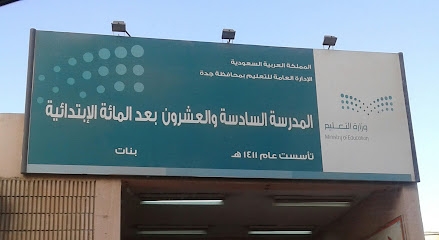 المملكة العربية السعودية
الإدارة العامة للتعليم بمحافظة جدة
المدرسة السادسة والعشرون بعد المائة الإبتدائية
تأسست عام ١٤١١ هـ
بنات
وزارة التعليم
Ministry of Education